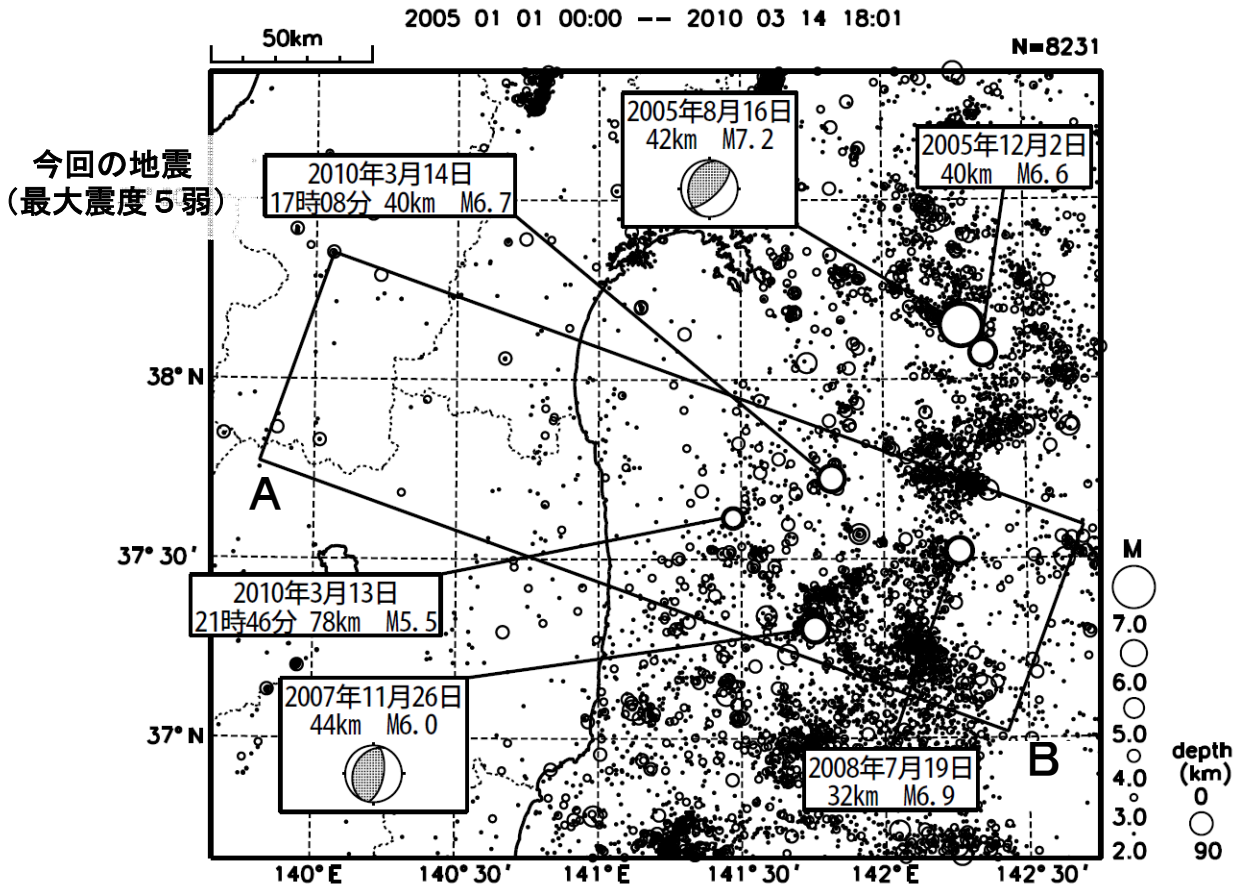 2005 01 01 00:00 -- 2010 03 14 18:01
50km
N=8231
今回の地震
(最大震度5弱)
2010年3月14日
17時08分 40km M6.7
2005年8月16日
42km M7.2
2005年12月2日
40km M6.6
38°N
A
37°30′
2010年3月13日
21時46分 78km M5.5
2007年11月26日
44km M6.0
37°N
2008年7月19日
32km M6.9
B
M
7.0
6.0
5.0
4.0
3.0
2.0
depth
(km)
0
90
140°E
140°30′
141°E
141°30′
142°E
142°30′